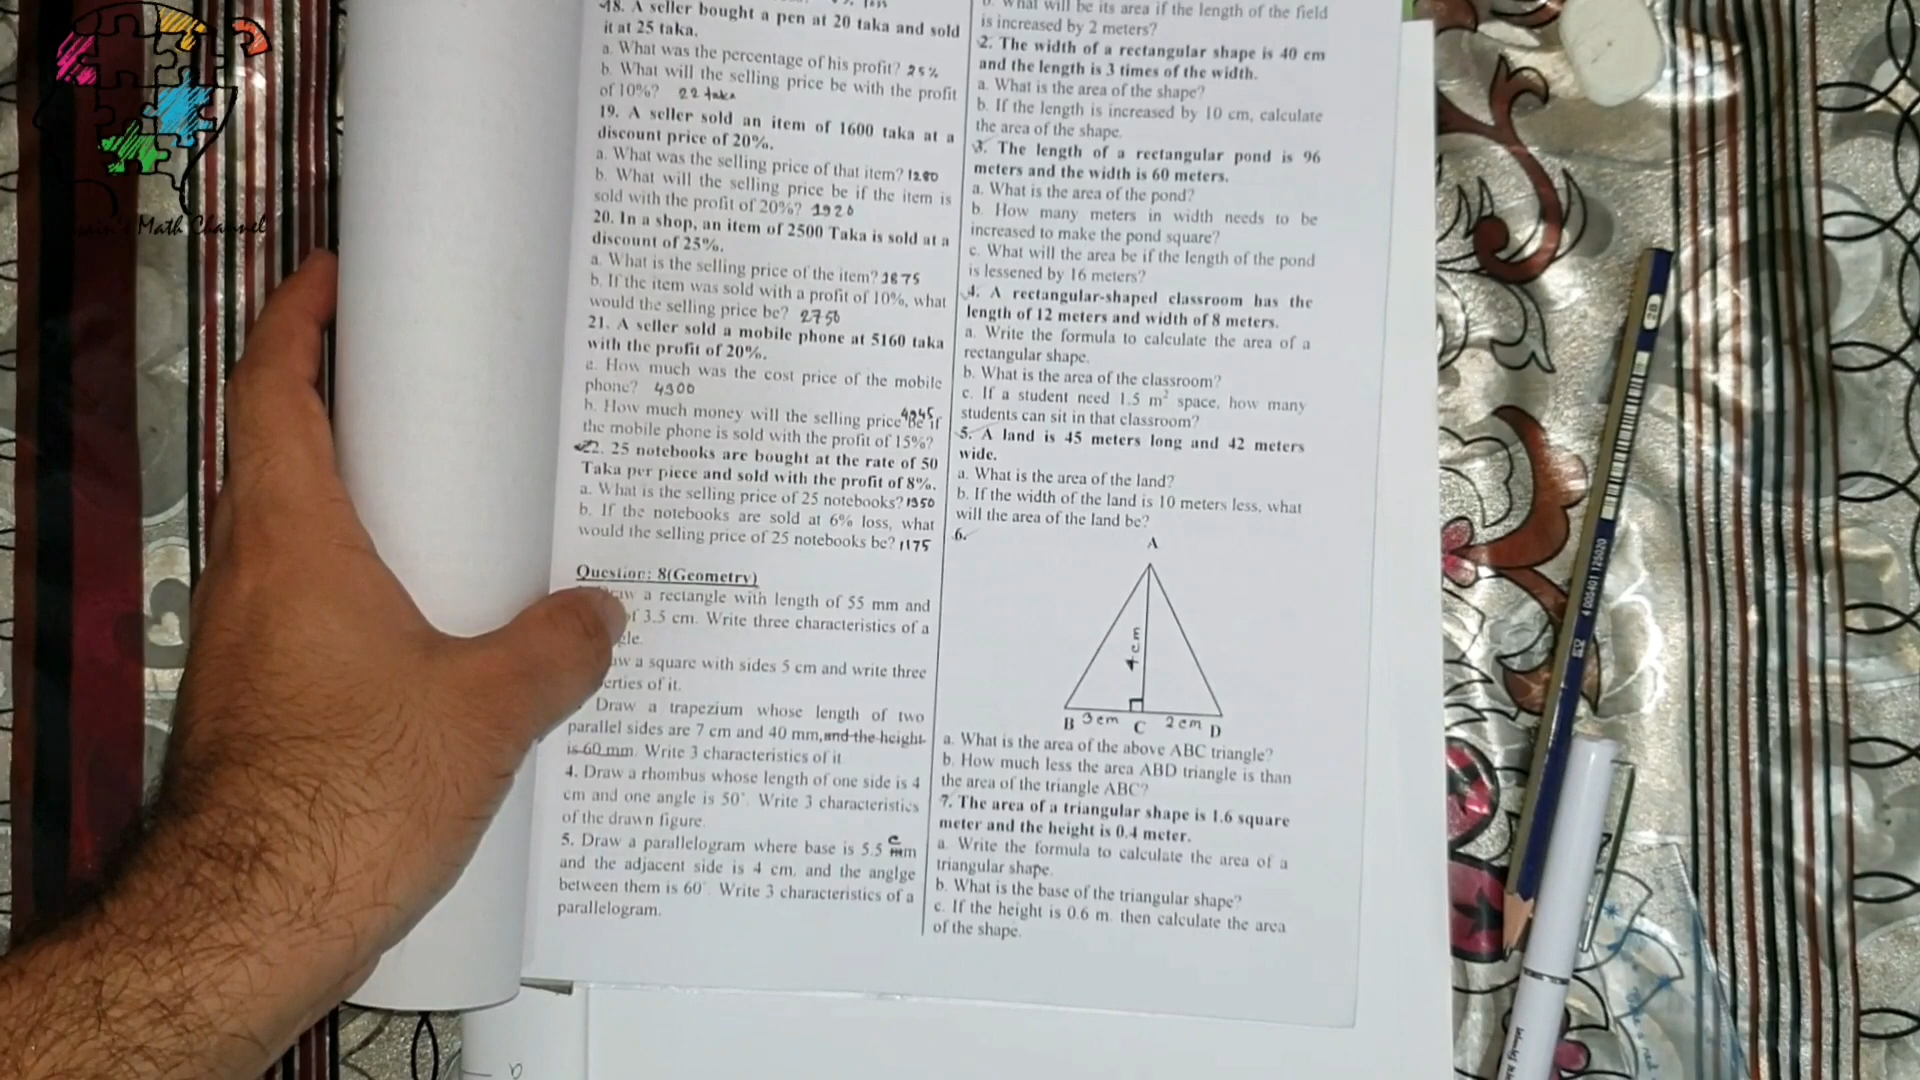 18. A seller bought a pen at 20 taka and sold
it at 25 taka.
a. What was the percentage of his profit? 25%
b. What will the selling price be with the profit
of 10%? 22 taka
19. A seller sold an item of 1600 taka at a
discount price of 20%.
a. What was the selling price of that item? 1280
b. What will the selling price be if the item is
sold with the profit of 20%? 1920
20. In a shop, an item of 2500 Taka is sold at a
discount of 25%.
a. What is the selling price of the item? 1875
b. If the item was sold with a profit of 10%, what
would the selling price be? 2750
21. A seller sold a mobile phone at 5160 taka
with the profit of 20%.
a. How much was the cost price of the mobile
phone? 4300
b. How much money will the selling price be if
4945
the mobile phone is sold with the profit of 15%?
22. 25 notebooks are bought at the rate of 50
Taka per piece and sold with the profit of 8%.
a. What is the selling price of 25 notebooks? 1350
b. If the notebooks are sold at 6% loss, what
would the selling price of 25 notebooks be? 1175
Question: 8(Geometry)
a rectangle with length of 55 mm and
of 3.5 cm. Write three characteristics of a
gle.
aw a square with sides 5 cm and write three
erties of it.
Draw a trapezium whose length of two
parallel sides are 7 cm and 40 mm, and the height
is 60 mm. Write 3 characteristics of it
4. Draw a rhombus whose length of one side is 4
cm and one angle is 50°. Write 3 characteristics
of the drawn figure.
5. Draw a parallelogram where base is 5.5 cm
and the adjacent side is 4 cm. and the anglge
between them is 60°. Write 3 characteristics of a
parallelogram.
b. What will be its area if the length of the field
is increased by 2 meters?
2. The width of a rectangular shape is 40 cm
and the length is 3 times of the width.
a. What is the area of the shape?
b. If the length is increased by 10 cm, calculate
the area of the shape.
3. The length of a rectangular pond is 96
meters and the width is 60 meters.
a. What is the area of the pond?
b. How many meters in width needs to be
increased to make the pond square?
c. What will the area be if the length of the pond
is lessened by 16 meters?
4. A rectangular-shaped classroom has the
length of 12 meters and width of 8 meters.
a. Write the formula to calculate the area of a
rectangular shape.
b. What is the area of the classroom?
c. If a student need 1.5 m² space, how many
students can sit in that classroom?
5. A land is 45 meters long and 42 meters
wide.
a. What is the area of the land?
b. If the width of the land is 10 meters less, what
will the area of the land be?
6.
A
4cm
B 3cm C 2cm D
a. What is the area of the above ABC triangle?
b. How much less the area ABD triangle is than
the area of the triangle ABC?
7. The area of a triangular shape is 1.6 square
meter and the height is 0.4 meter.
a. Write the formula to calculate the area of a
triangular shape.
b. What is the base of the triangular shape?
c. If the height is 0.6 m. then calculate the area
of the shape.
Math Channel
2B
4 005401 125020